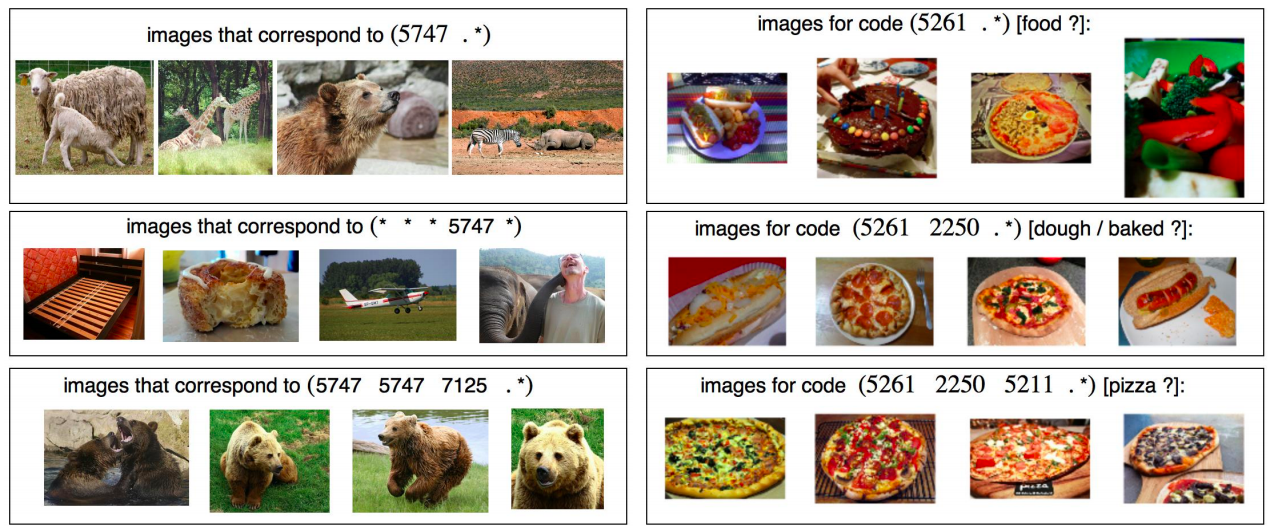 images that correspond to (5747 .*)
images that correspond to (* * * 5747 *)
images that correspond to (5747 5747 7125 .*)
images for code (5261 .*) [food ?]:
images for code (5261 2250 .*) [dough / baked ?]:
images for code (5261 2250 5211 .*) [pizza ?]:
pizza